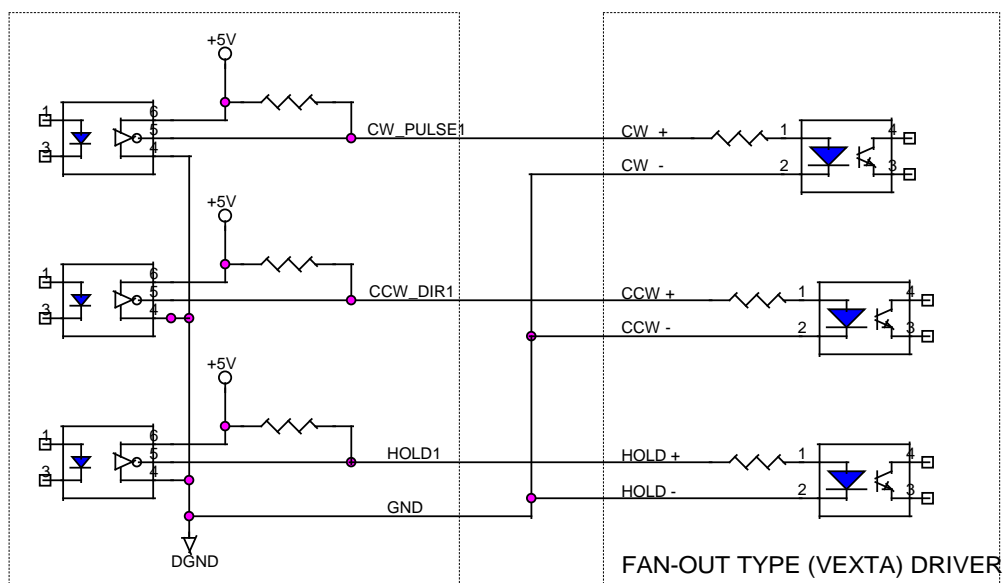 +5V
1
6
5
3
4
CW_PULSE1
CW +
1
4
CW -
2
3
+5V
1
6
5
3
4
CCW_DIR1
CCW +
1
4
CCW -
2
3
+5V
1
6
5
3
4
HOLD1
HOLD +
1
4
HOLD -
2
3
GND
DGND
FAN-OUT TYPE (VEXTA) DRIVER